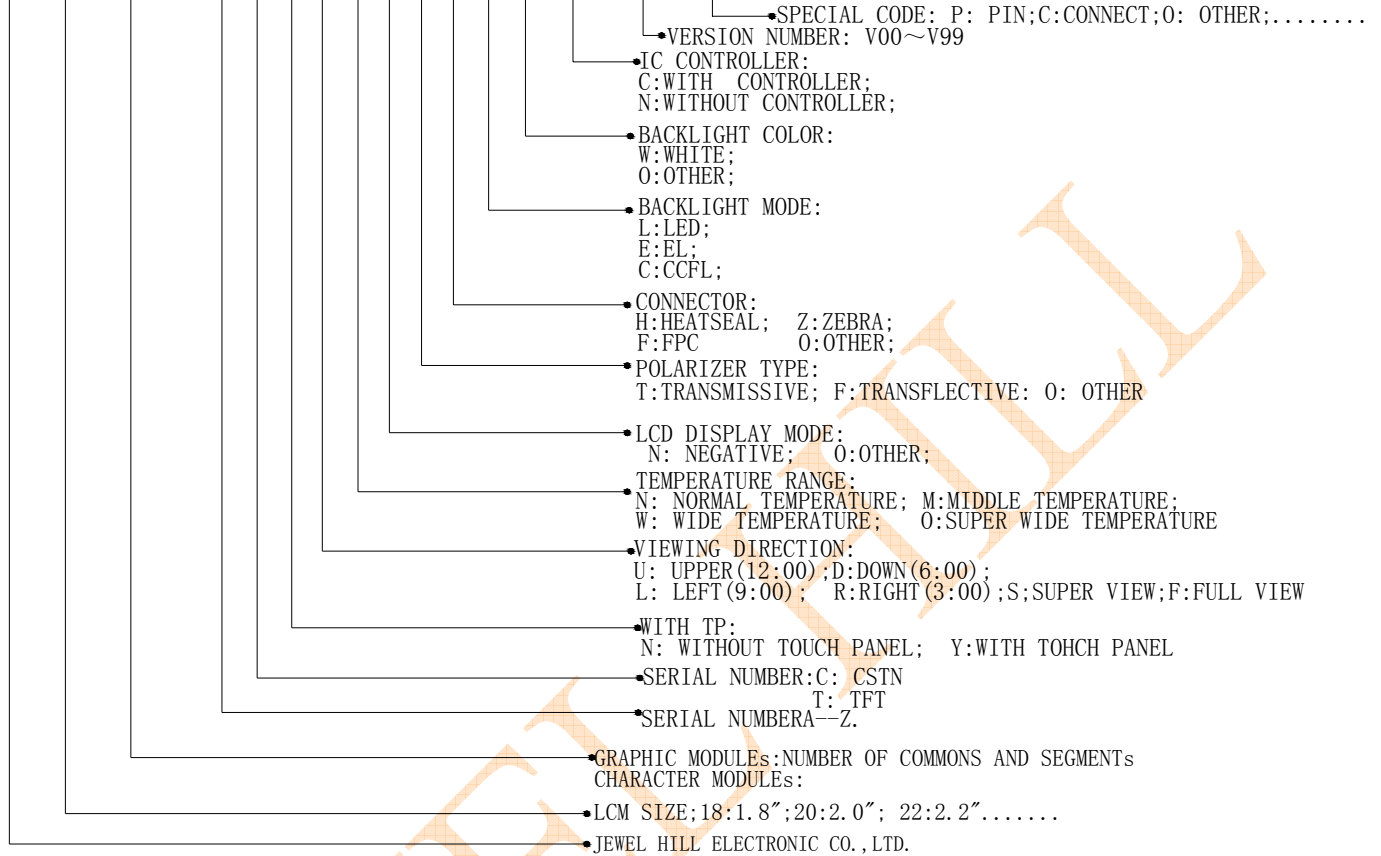 SPECIAL CODE: P: PIN;C:CONNECT;O: OTHER;........
VERSION NUMBER: V00～V99
IC CONTROLLER:
C:WITH CONTROLLER;
N:WITHOUT CONTROLLER;
BACKLIGHT COLOR:
W:WHITE;
O:OTHER;
BACKLIGHT MODE:
L:LED;
E:EL;
C:CCFL;
CONNECTOR:
H:HEATSEAL; Z:ZEBRA;
F:FPC O:OTHER;
POLARIZER TYPE:
T:TRANSMISSIVE; F:TRANSFLECTIVE: O: OTHER
LCD DISPLAY MODE:
N: NEGATIVE; O:OTHER;
TEMPERATURE RANGE:
N: NORMAL TEMPERATURE; M:MIDDLE TEMPERATURE;
W: WIDE TEMPERATURE; O:SUPER WIDE TEMPERATURE
VIEWING DIRECTION:
U: UPPER(12:00);D:DOWN(6:00);
L: LEFT(9:00); R:RIGHT(3:00);S;SUPER VIEW;F:FULL VIEW
WITH TP:
N: WITHOUT TOUCH PANEL; Y:WITH TOHCH PANEL
SERIAL NUMBER:C: CSTN
T: TFT
SERIAL NUMBERA--Z.
GRAPHIC MODULEs:NUMBER OF COMMONS AND SEGMENTs
CHARACTER MODULEs:
LCM SIZE;18:1.8″;20:2.0″; 22:2.2″.......
JEWEL HILL ELECTRONIC CO.,LTD.
EL HILL